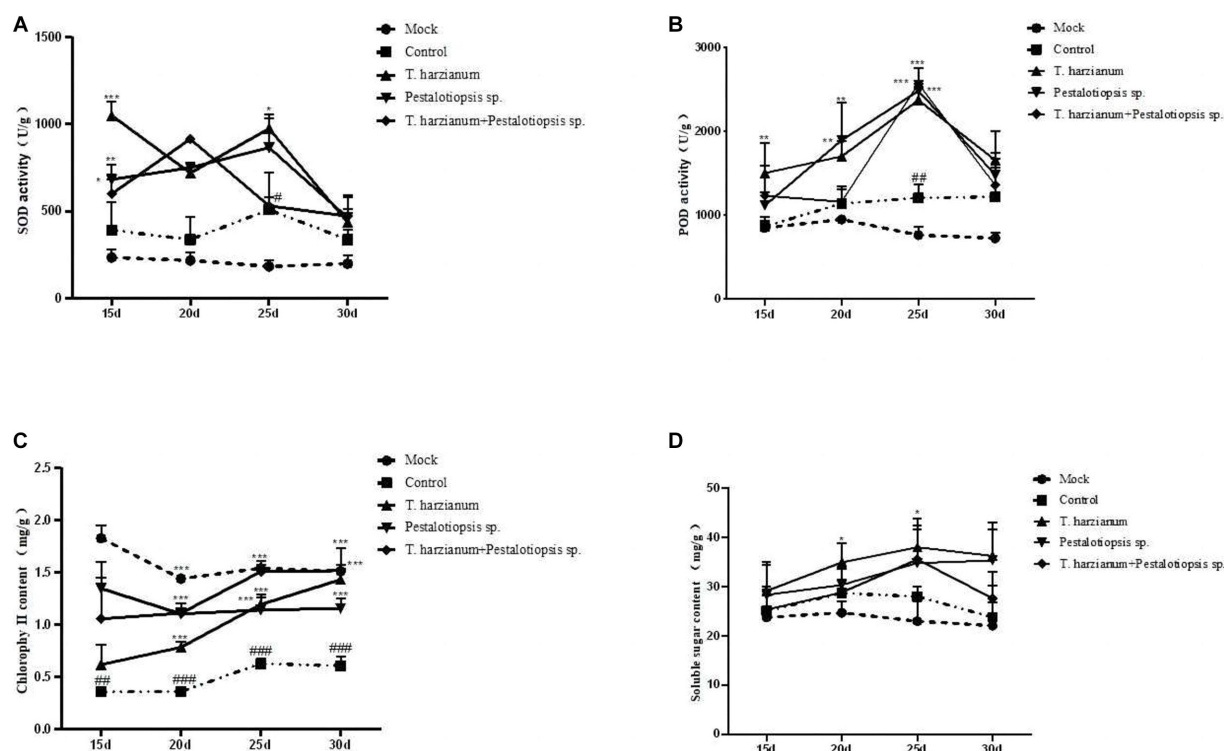 A
SOD activity（U/g）
1500
1000
500
0
15d 20d 25d 30d
***
**
*
*
#
Mock
Control
T. harzianum
Pestalotiopsis sp.
T. harzianum+Pestalotiopsis sp.
B
POD activity（U/g）
3000
2000
1000
0
15d 20d 25d 30d
**
**
**
***
***
***
##
Mock
Control
T. harzianum
Pestalotiopsis sp.
T. harzianum+Pestalotiopsis sp.
C
Chlorophy II content（mg/g）
2.5
2.0
1.5
1.0
0.5
0.0
15d 20d 25d 30d
***
***
***
***
***
***
***
***
***
##
###
###
###
Mock
Control
T. harzianum
Pestalotiopsis sp.
T. harzianum+Pestalotiopsis sp.
D
Soluble sugar content（mg/g）
50
40
30
20
10
0
15d 20d 25d 30d
*
*
Mock
Control
T. harzianum
Pestalotiopsis sp.
T. harzianum+Pestalotiopsis sp.